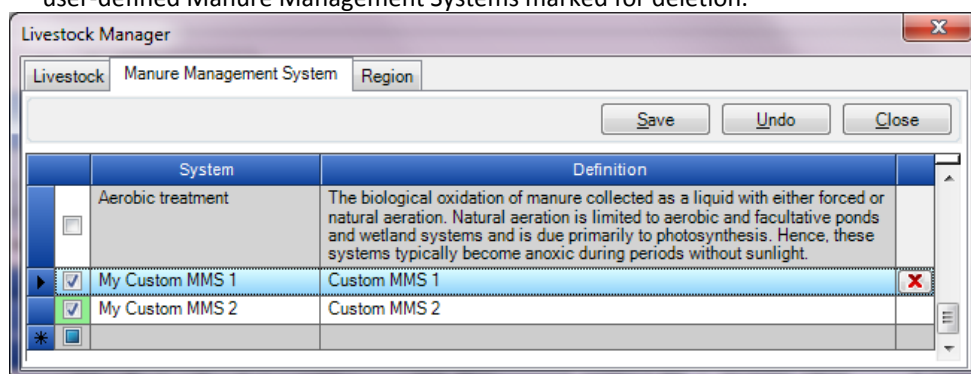 user-defined Manure Management Systems marked for deletion.
Livestock Manager
Livestock Manure Management System Region
Save Undo Close
System Definition
Aerobic treatment The biological oxidation of manure collected as a liquid with either forced or
natural aeration. Natural aeration is limited to aerobic and facultative ponds
and wetland systems and is due primarily to photosynthesis. Hence, these
systems typically become anoxic during periods without sunlight.
My Custom MMS 1 Custom MMS 1
My Custom MMS 2 Custom MMS 2